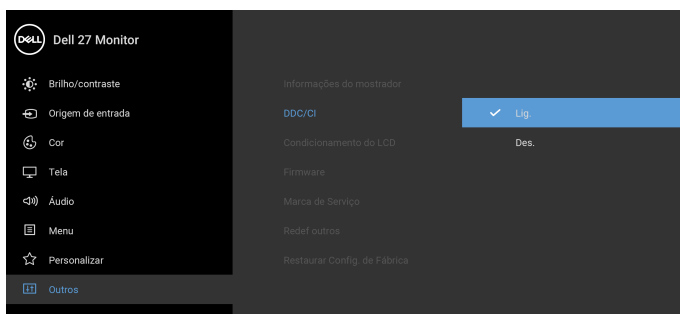 DELL
Dell 27 Monitor
Brilho/contraste
Origem de entrada
Cor
Tela
Áudio
Menu
Personalizar
Outros
Informações do mostrador
DDC/CI
Condicionamento do LCD
Firmware
Marca de Serviço
Redef outros
Restaurar Config. de Fábrica
Lig.
Des.